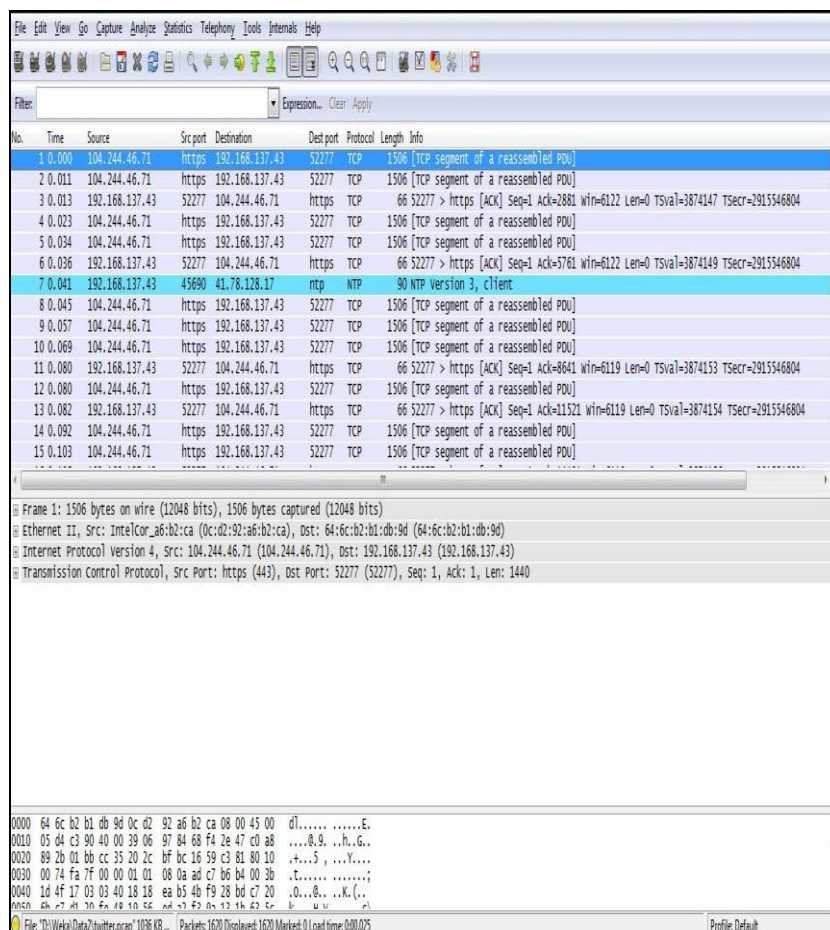 File Edit View Go Capture Analyze Statistics Telephony Tools Internals Help
Filter: Expression... Clear Apply
No. Time Source Src port Destination Dest port Protocol Length Info
1 0.000 104.244.46.71 https 192.168.137.43 52277 TCP 1506 [TCP segment of a reassembled PDU]
2 0.011 104.244.46.71 https 192.168.137.43 52277 TCP 1506 [TCP segment of a reassembled PDU]
3 0.013 192.168.137.43 52277 104.244.46.71 https TCP 66 52277 > https [ACK] Seq=1 Ack=2881 Win=6122 Len=0 TSval=3874147 TSecr=2915546804
4 0.023 104.244.46.71 https 192.168.137.43 52277 TCP 1506 [TCP segment of a reassembled PDU]
5 0.034 104.244.46.71 https 192.168.137.43 52277 TCP 1506 [TCP segment of a reassembled PDU]
6 0.036 192.168.137.43 52277 104.244.46.71 https TCP 66 52277 > https [ACK] Seq=1 Ack=5761 Win=6122 Len=0 TSval=3874149 TSecr=2915546804
7 0.041 192.168.137.43 45690 41.78.128.17 ntp NTP 90 NTP Version 3, client
8 0.045 104.244.46.71 https 192.168.137.43 52277 TCP 1506 [TCP segment of a reassembled PDU]
9 0.057 104.244.46.71 https 192.168.137.43 52277 TCP 1506 [TCP segment of a reassembled PDU]
10 0.069 104.244.46.71 https 192.168.137.43 52277 TCP 1506 [TCP segment of a reassembled PDU]
11 0.080 192.168.137.43 52277 104.244.46.71 https TCP 66 52277 > https [ACK] Seq=1 Ack=8641 Win=6119 Len=0 TSval=3874153 TSecr=2915546804
12 0.080 104.244.46.71 https 192.168.137.43 52277 TCP 1506 [TCP segment of a reassembled PDU]
13 0.082 192.168.137.43 52277 104.244.46.71 https TCP 66 52277 > https [ACK] Seq=1 Ack=11521 Win=6119 Len=0 TSval=3874154 TSecr=2915546804
14 0.092 104.244.46.71 https 192.168.137.43 52277 TCP 1506 [TCP segment of a reassembled PDU]
15 0.103 104.244.46.71 https 192.168.137.43 52277 TCP 1506 [TCP segment of a reassembled PDU]
Frame 1: 1506 bytes on wire (12048 bits), 1506 bytes captured (12048 bits)
Ethernet II, Src: IntelCor_a6:b2:ca (0c:d2:92:a6:b2:ca), Dst: 64:6c:b2:b1:db:9d (64:6c:b2:b1:db:9d)
Internet Protocol Version 4, Src: 104.244.46.71 (104.244.46.71), Dst: 192.168.137.43 (192.168.137.43)
Transmission Control Protocol, Src Port: https (443), Dst Port: 52277 (52277), Seq: 1, Ack: 1, Len: 1440
0000 64 6c b2 b1 db 9d 0c d2 92 a6 b2 ca 08 00 45 00 dl...... ......E.
0010 05 d4 c3 90 40 00 39 06 97 84 68 f4 2e 47 c0 a8 ....@.9. ..h..G..
0020 89 2b 01 bb cc 35 20 2c bf bc 16 59 c3 81 80 10 .+...5 , ...Y....
0030 00 74 fa 7f 00 00 01 01 08 0a ad c7 b6 b4 00 3b .t...... .......;
0040 1d 4f 17 03 03 40 18 18 ea b5 4b f9 28 bd c7 20 .O...@.. ..K.(..
0050
File: "D:\Weka\Data2\twitter.pcap" 1036 KB ... Packets: 1620 Displayed: 1620 Marked: 0 Load time: 0:00.025 Profile: Default